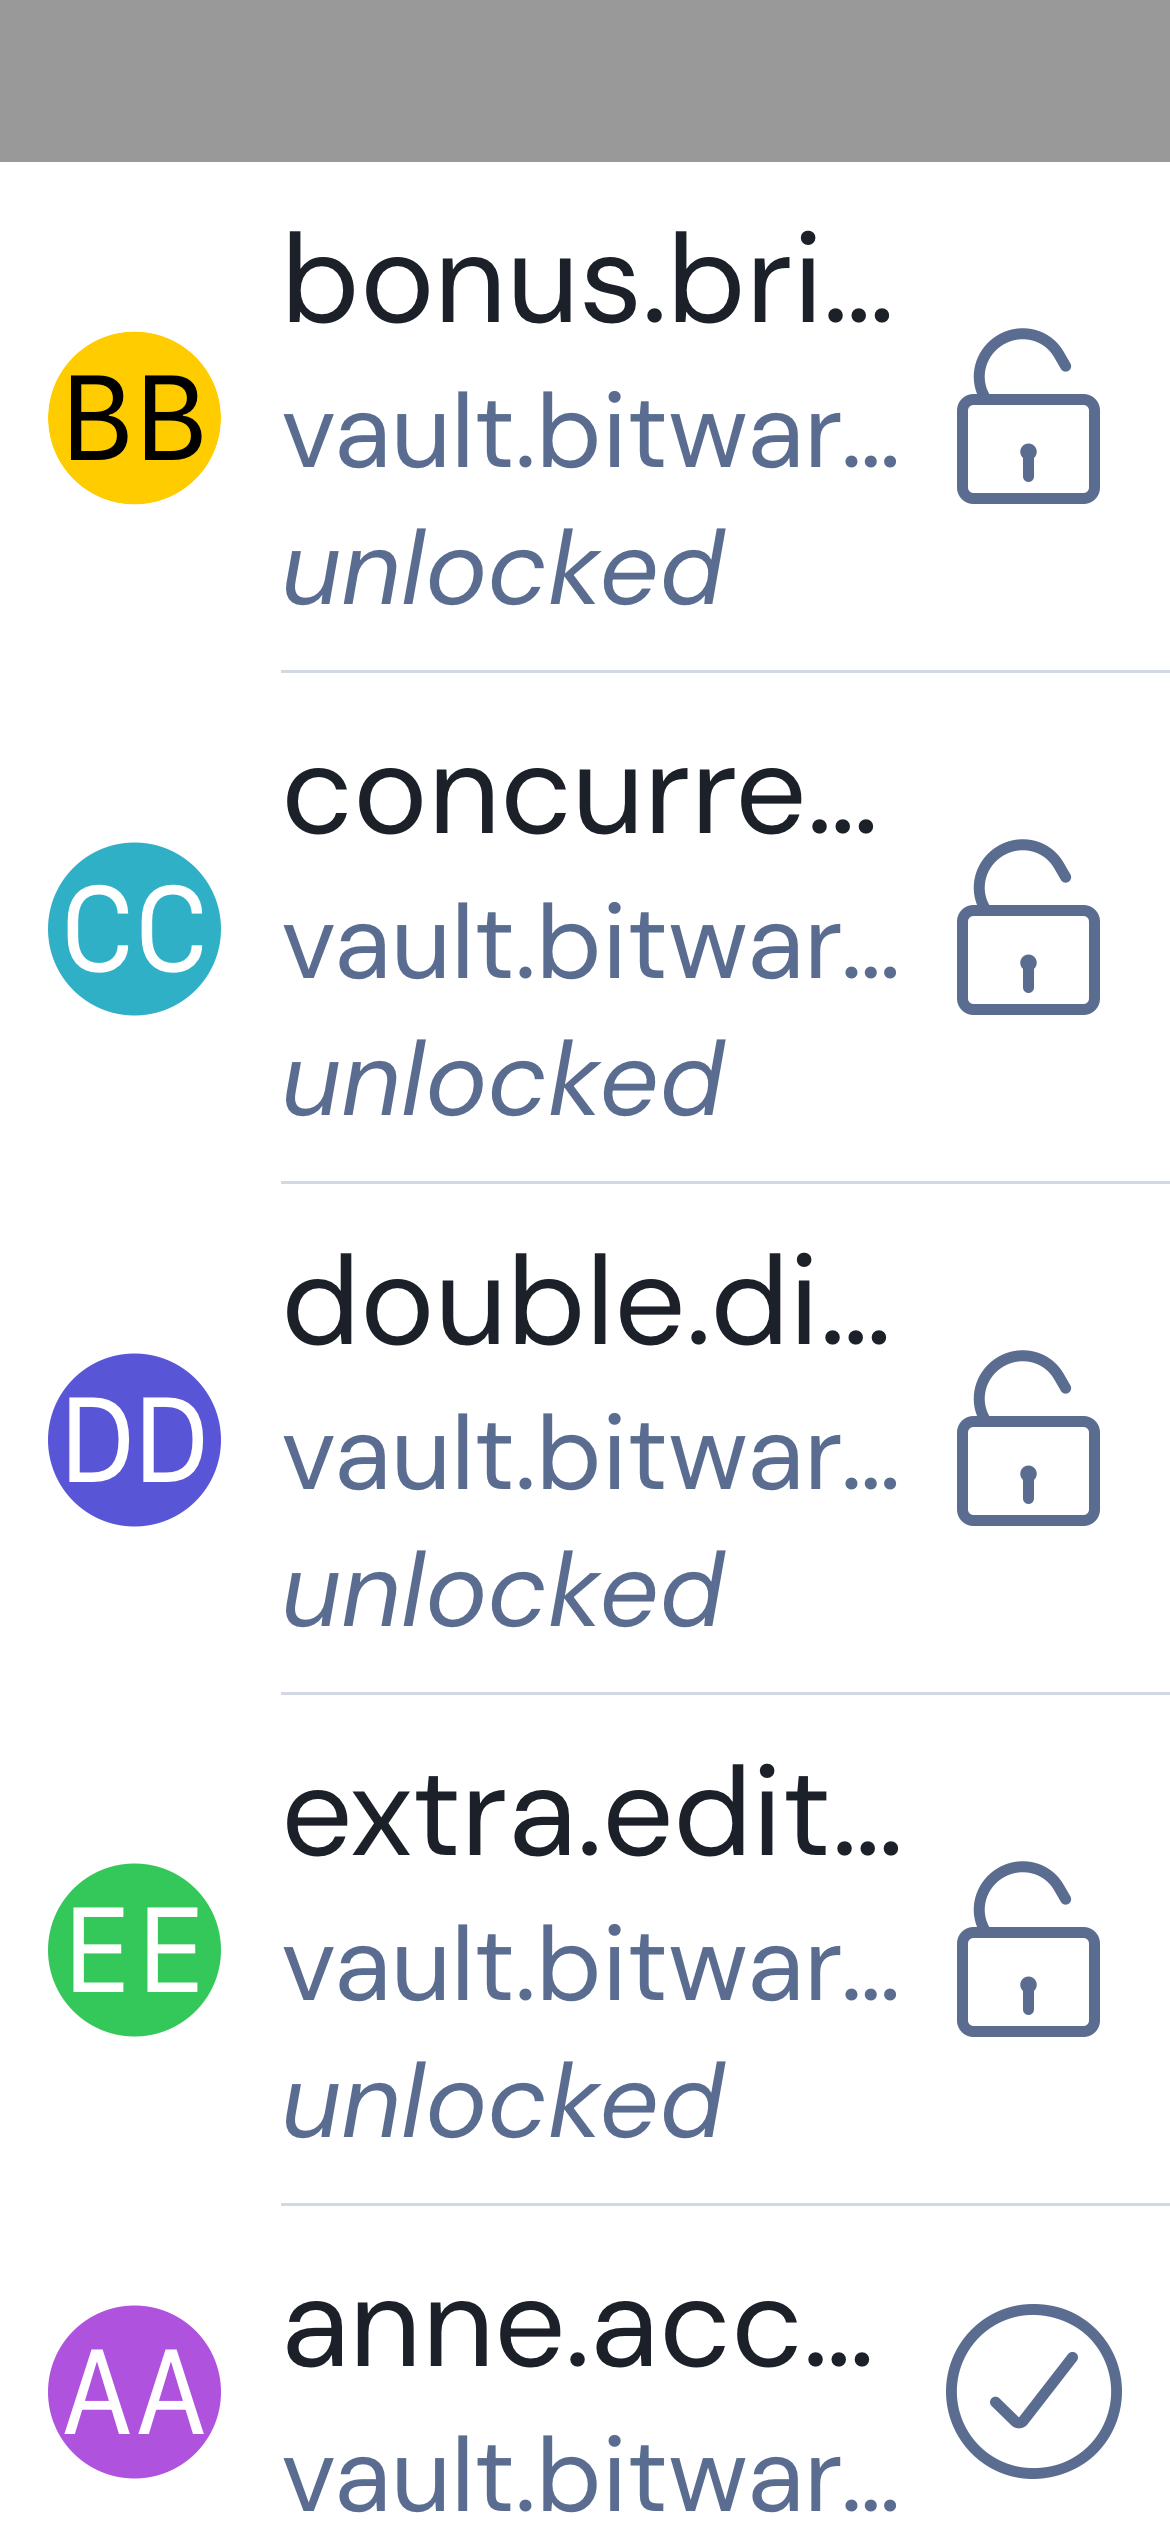 bonus.bri…
BB
vault.bitwar…
unlocked
concurre…
CC
vault.bitwar…
unlocked
double.di…
DD
vault.bitwar…
unlocked
extra.edit…
EE
vault.bitwar…
unlocked
anne.acc…
AA
vault.bitwar…